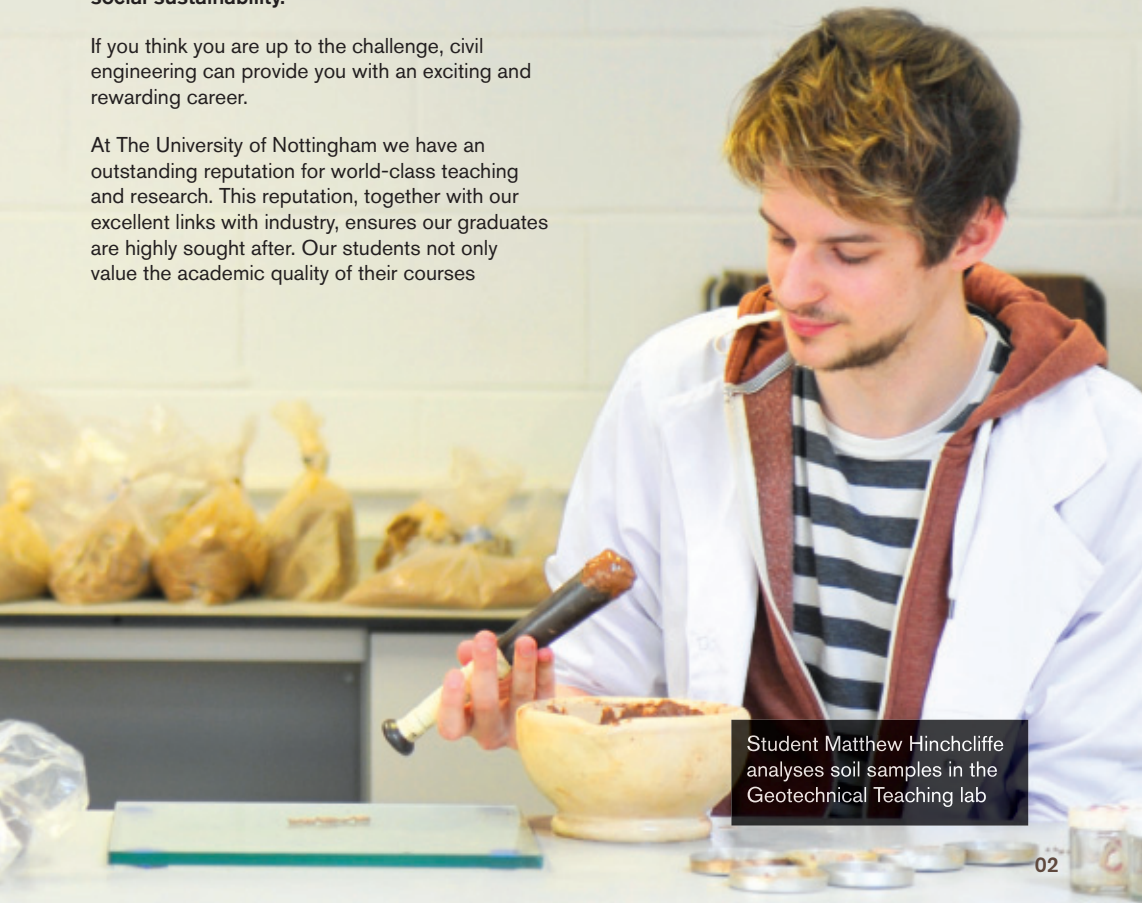 social sustainability.
If you think you are up to the challenge, civil
engineering can provide you with an exciting and
rewarding career.
At The University of Nottingham we have an
outstanding reputation for world-class teaching
and research. This reputation, together with our
excellent links with industry, ensures our graduates
are highly sought after. Our students not only
value the academic quality of their courses
Student Matthew Hinchcliffe
analyses soil samples in the
Geotechnical Teaching lab
02